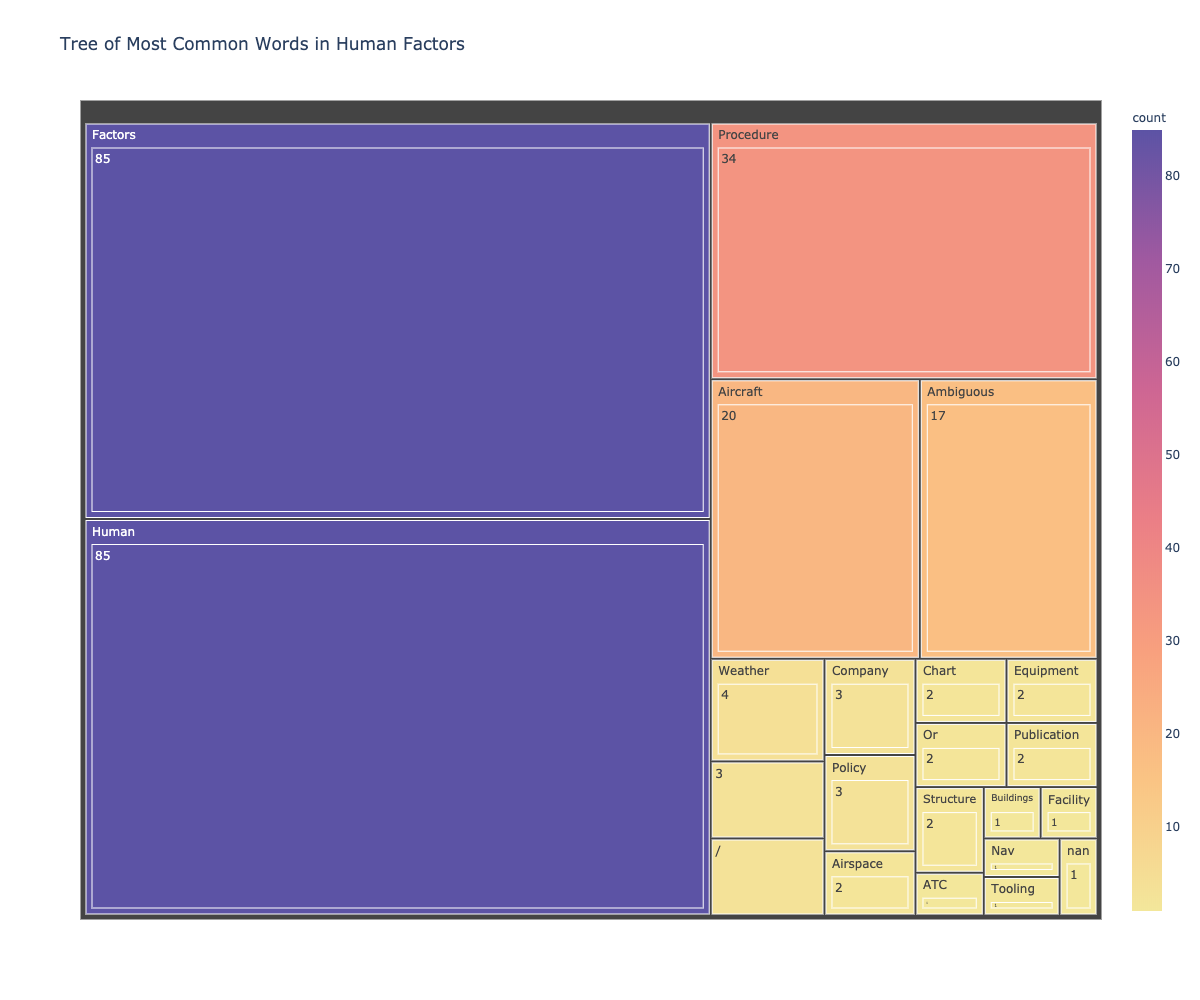 Tree of Most Common Words in Human Factors
count
Factors
85
Human
85
Procedure
34
Aircraft
20
Ambiguous
17
Weather
4
3
/
Company
3
Policy
3
Airspace
2
Chart
2
Equipment
2
Or
2
Publication
2
Structure
2
ATC
Buildings
1
Facility
1
Nav
1
Tooling
1
nan
1
80
70
60
50
40
30
20
10